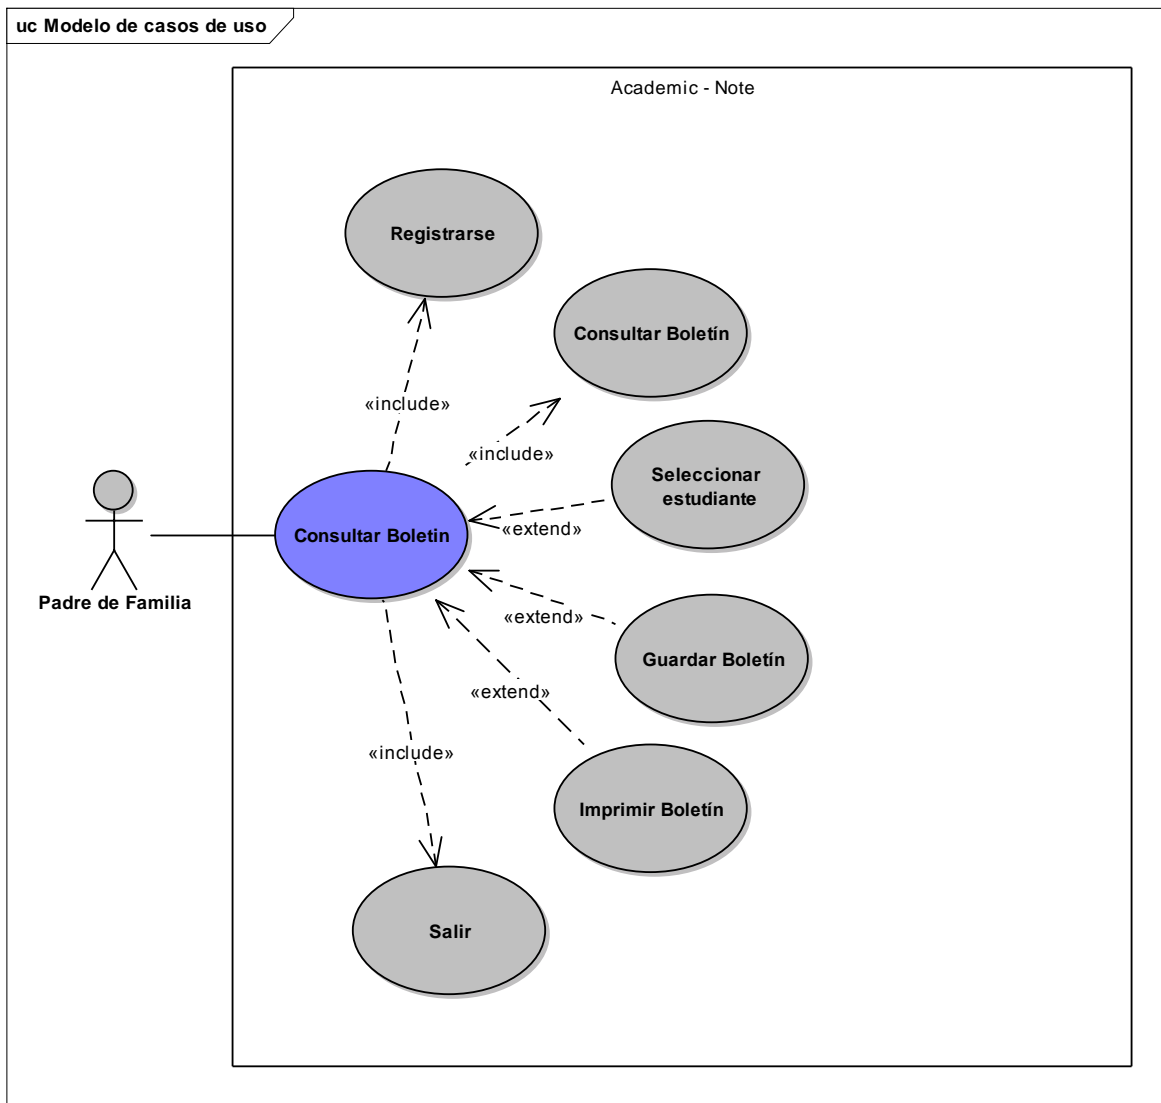 uc Modelo de casos de uso
Academic - Note
Registrarse
Consultar Boletín
«include»
«include»
Seleccionar
estudiante
«extend»
Consultar Boletin
Padre de Familia
«extend»
Guardar Boletín
«extend»
«include»
Imprimir Boletín
Salir